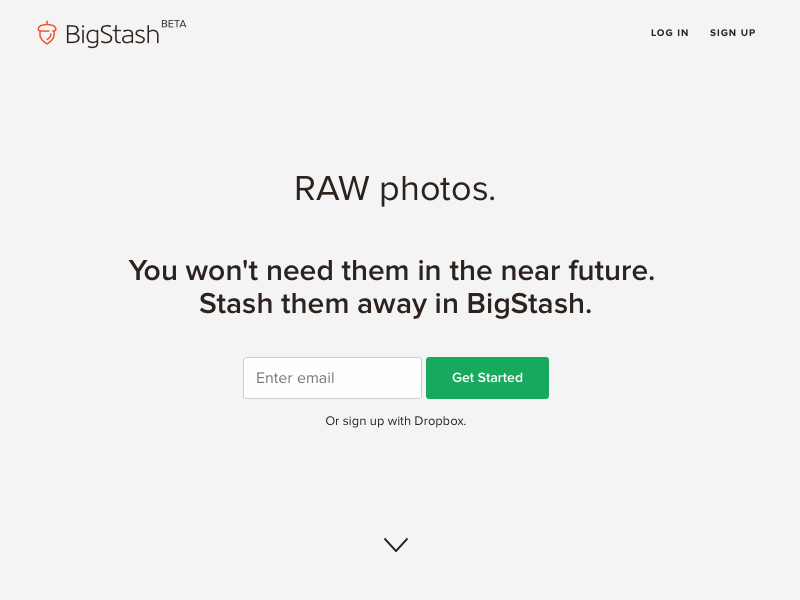 BigStash BETA
LOG IN SIGN UP
RAW photos.
You won't need them in the near future.
Stash them away in BigStash.
Enter email
Get Started
Or sign up with Dropbox.